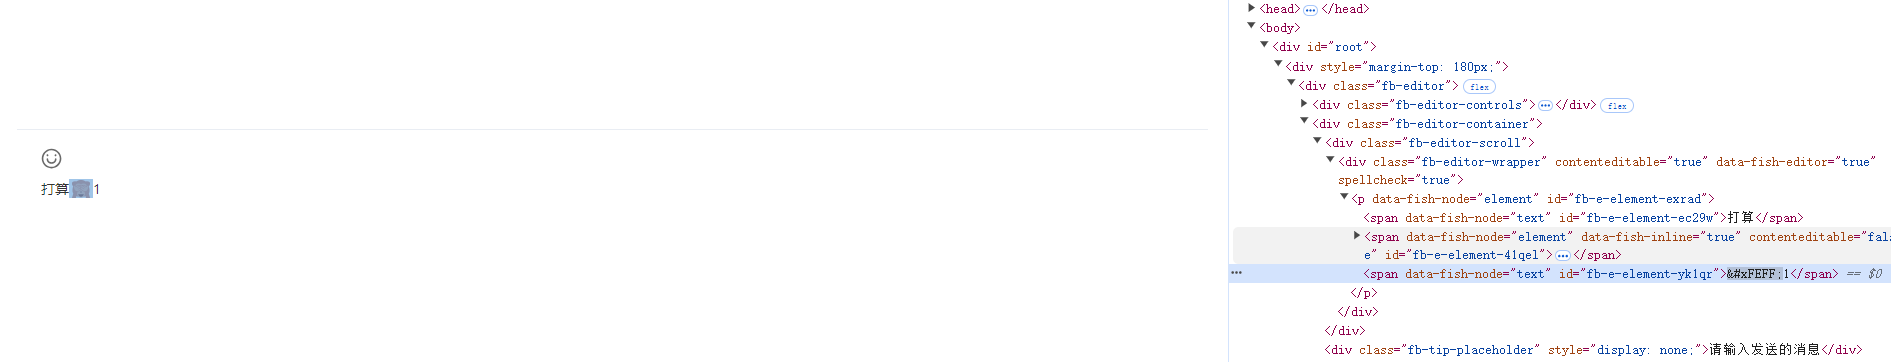 打算1
<head> ••• </head>
<body>
<div id="root">
<div style="margin-top: 180px;">
<div class="fb-editor"> flex
<div class="fb-editor-controls"> ••• </div> flex
<div class="fb-editor-container">
<div class="fb-editor-scroll">
<div class="fb-editor-wrapper" contenteditable="true" data-fish-editor="true"
spellcheck="true">
<p data-fish-node="element" id="fb-e-element-exrad">
<span data-fish-node="text" id="fb-e-element-ec29w">打算</span>
<span data-fish-node="element" data-fish-inline="true" contenteditable="fals
e" id="fb-e-element-41qel"> ••• </span>
••• <span data-fish-node="text" id="fb-e-element-yk1qr">&#xFEFF;1</span> == $0
</p>
</div>
</div>
<div class="fb-tip-placeholder" style="display: none;">请输入发送的消息</div>